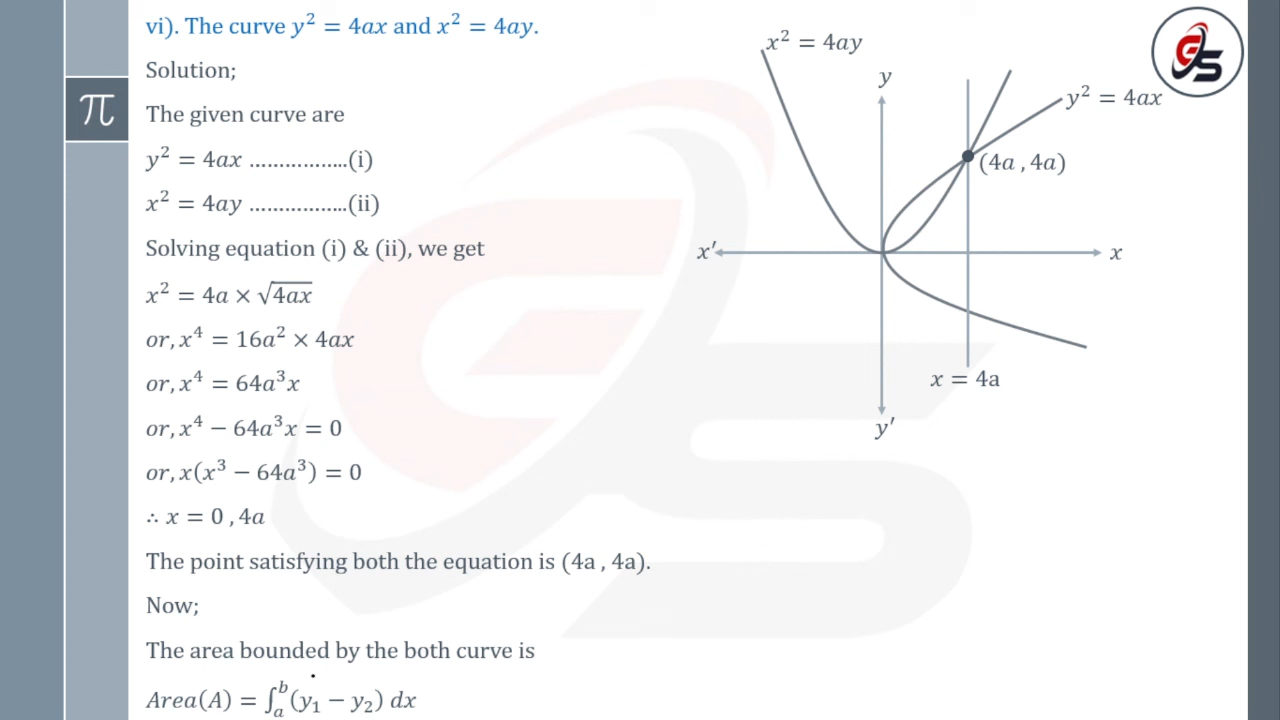 vi). The curve y² = 4ax and x² = 4ay.
Solution;
The given curve are
y² = 4ax ……………..(i)
x² = 4ay ……………..(ii)
Solving equation (i) & (ii), we get
x² = 4a × √4ax
or, x⁴ = 16a² × 4ax
or, x⁴ = 64a³x
or, x⁴ − 64a³x = 0
or, x(x³ − 64a³) = 0
∴ x = 0 , 4a
The point satisfying both the equation is (4a , 4a).
Now;
The area bounded by the both curve is
Area(A) = ∫ₐᵇ(y₁ − y₂) dx
π
x² = 4ay
y
y² = 4ax
(4a , 4a)
x′
x
x = 4a
y′
GS